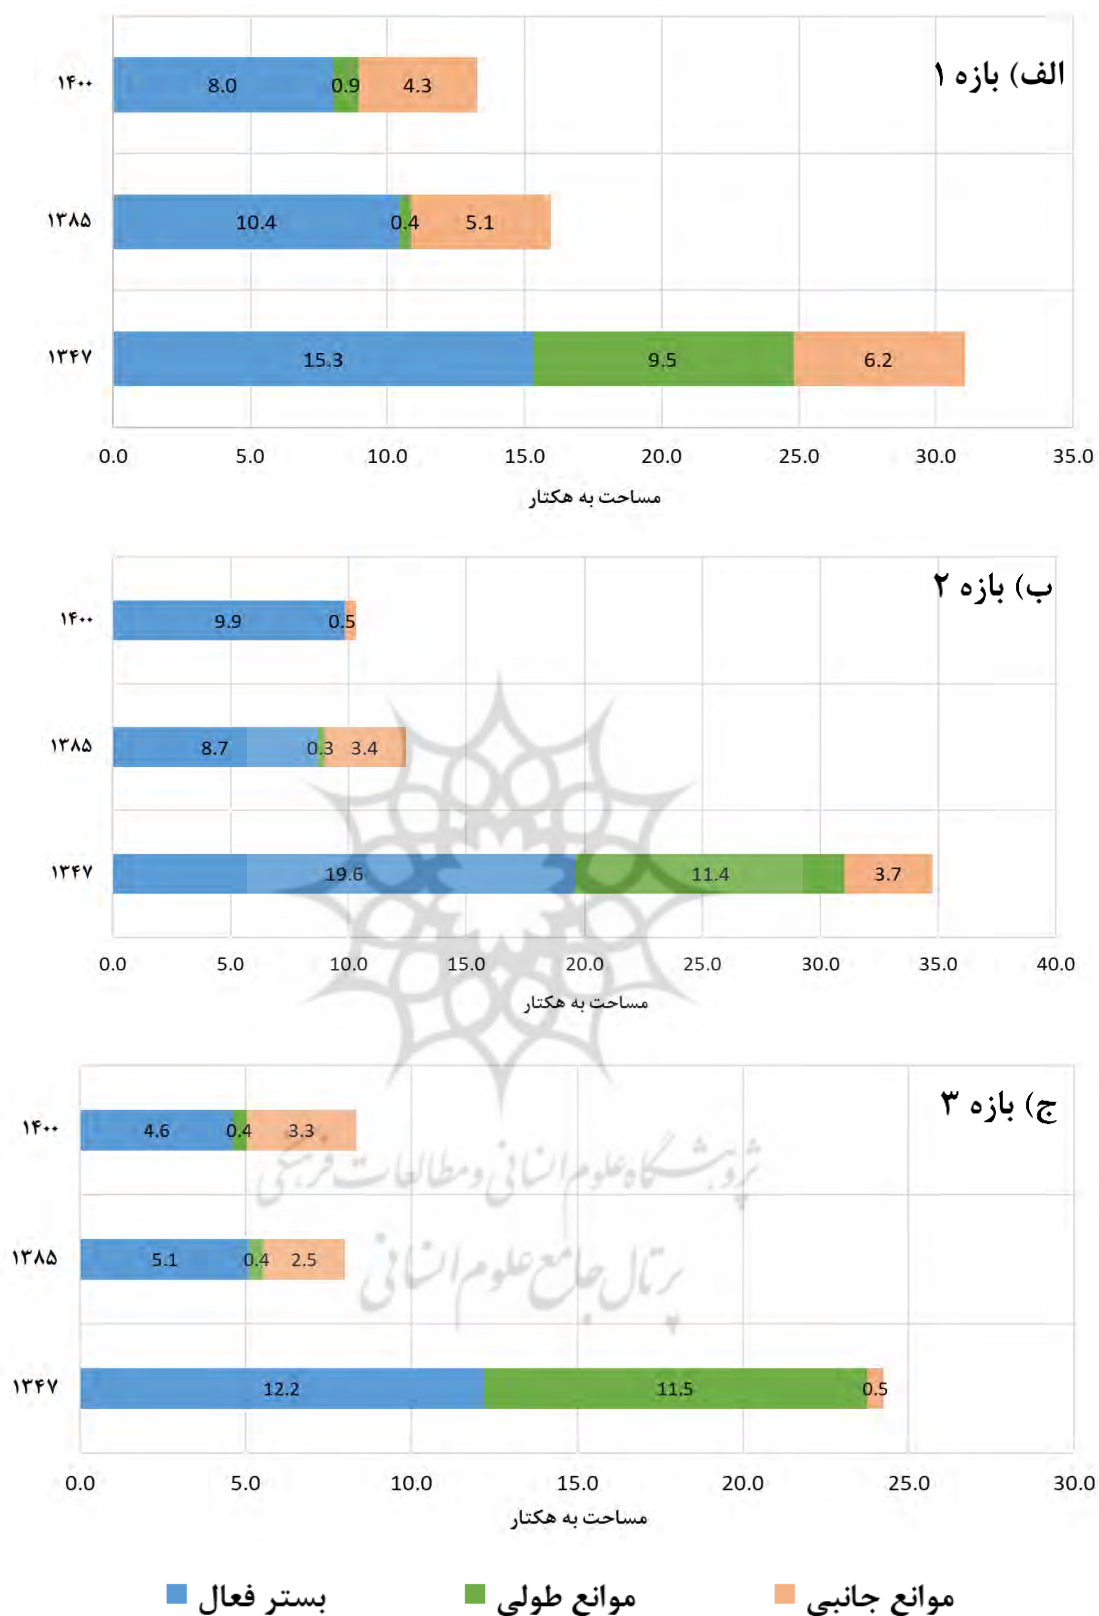 الف) بازه ۱
۱۴۰۰ 8.0 0.9 4.3
۱۳۸۵ 10.4 0.4 5.1
۱۳۴۷ 15.3 9.5 6.2
0.0 5.0 10.0 15.0 20.0 25.0 30.0 35.0
مساحت به هکتار
ب) بازه ۲
۱۴۰۰ 9.9 0.5
۱۳۸۵ 8.7 0.3 3.4
۱۳۴۷ 19.6 11.4 3.7
0.0 5.0 10.0 15.0 20.0 25.0 30.0 35.0 40.0
مساحت به هکتار
ج) بازه ۳
۱۴۰۰ 4.6 0.4 3.3
پژوهشگاه علوم انسانی و مطالعات فرهنگی
۱۳۸۵ 5.1 0.4 2.5
پرتال جامع علوم انسانی
۱۳۴۷ 12.2 11.5 0.5
0.0 5.0 10.0 15.0 20.0 25.0 30.0
مساحت به هکتار
بستر فعال موانع طولی موانع جانبی